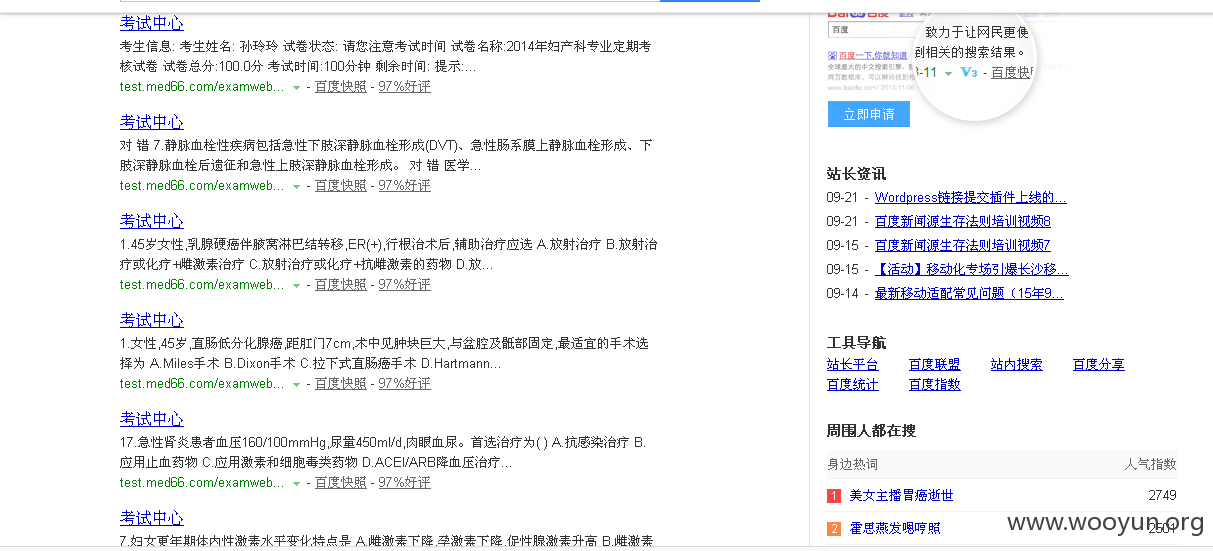 考试中心
考生信息: 考生姓名: 孙玲玲 试卷状态: 请您注意考试时间 试卷名称:2014年妇产科专业定期考
核试卷 试卷总分:100.0分 考试时间:100分钟 剩余时间: 提示:...
test.med66.com/examweb... - 百度快照 - 97%好评
考试中心
对 错 7.静脉血栓性疾病包括急性下肢深静脉血栓形成(DVT)、急性肠系膜上静脉血栓形成、下
肢深静脉血栓后遗征和急性上肢深静脉血栓形成。 对 错 医学...
test.med66.com/examweb... - 百度快照 - 97%好评
考试中心
1.45岁女性,乳腺硬癌伴腋窝淋巴结转移,ER(+),行根治术后,辅助治疗应选 A.放射治疗 B.放射治
疗或化疗+雌激素治疗 C.放射治疗或化疗+抗雌激素的药物 D.放...
test.med66.com/examweb... - 百度快照 - 97%好评
考试中心
1.女性,45岁,直肠低分化腺癌,距肛门7cm,术中见肿块巨大,与盆腔及骶部固定,最适宜的手术选
择为 A.Miles手术 B.Dixon手术 C.拉下式直肠癌手术 D.Hartmann...
test.med66.com/examweb... - 百度快照 - 97%好评
考试中心
17.急性肾炎患者血压160/100mmHg,尿量450ml/d,肉眼血尿。首选治疗为( ) A.抗感染治疗 B.
应用止血药物 C.应用激素和细胞毒类药物 D.ACEI/ARB降血压治疗...
test.med66.com/examweb... - 百度快照 - 97%好评
考试中心
7.妇女更年期体内性激素水平变化特点是 A.雌激素下降,孕激素下降,促性腺激素升高 B.雌激素
百度
百度一下,你就知道
全球最大的中文搜索引擎、
www.baidu.com/ 2013-11-06
致力于让网民更便
到相关的搜索结果。
-11 V3 - 百度快
立即申请
站长资讯
09-21 - Wordpress链接提交插件上线的...
09-21 - 百度新闻源生存法则培训视频8
09-15 - 百度新闻源生存法则培训视频7
09-15 - 【活动】移动化专场引爆长沙移...
09-14 - 最新移动适配常见问题（15年9...
工具导航
站长平台 百度联盟 站内搜索 百度分享
百度统计 百度指数
周围人都在搜
身边热词 人气指数
1 美女主播胃癌逝世 2749
2 霍思燕发嗯哼照 2501
www.wooyun.org